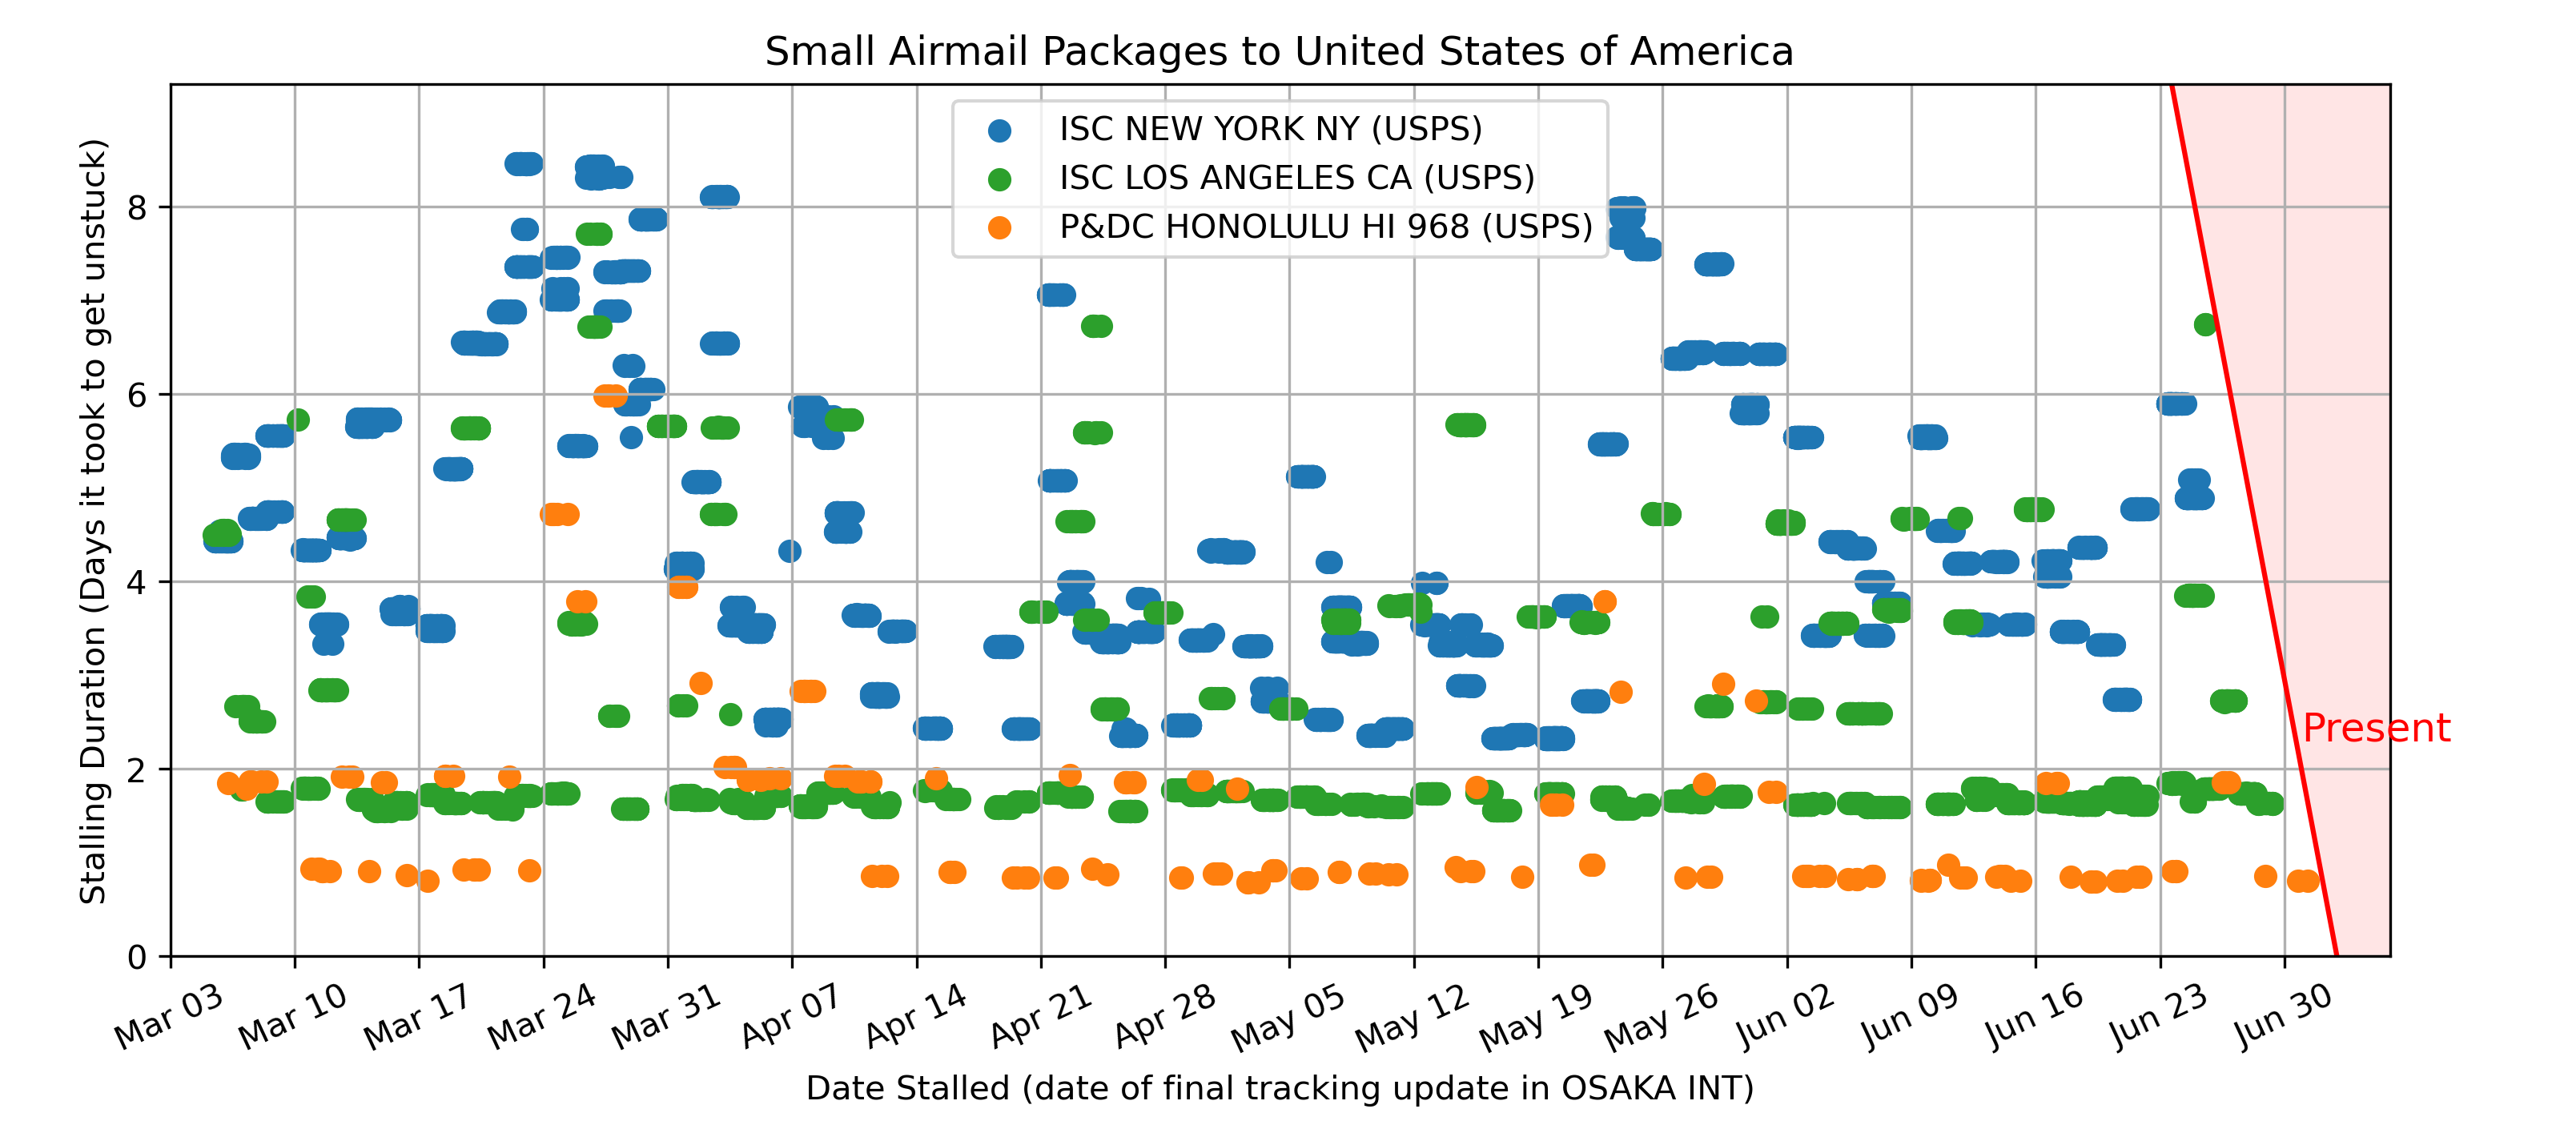 Small Airmail Packages to United States of America
ISC NEW YORK NY (USPS)
ISC LOS ANGELES CA (USPS)
P&DC HONOLULU HI 968 (USPS)
Stalling Duration (Days it took to get unstuck)
8
6
4
2
0
Present
Mar 03
Mar 10
Mar 17
Mar 24
Mar 31
Apr 07
Apr 14
Apr 21
Apr 28
May 05
May 12
May 19
May 26
Jun 02
Jun 09
Jun 16
Jun 23
Jun 30
Date Stalled (date of final tracking update in OSAKA INT)